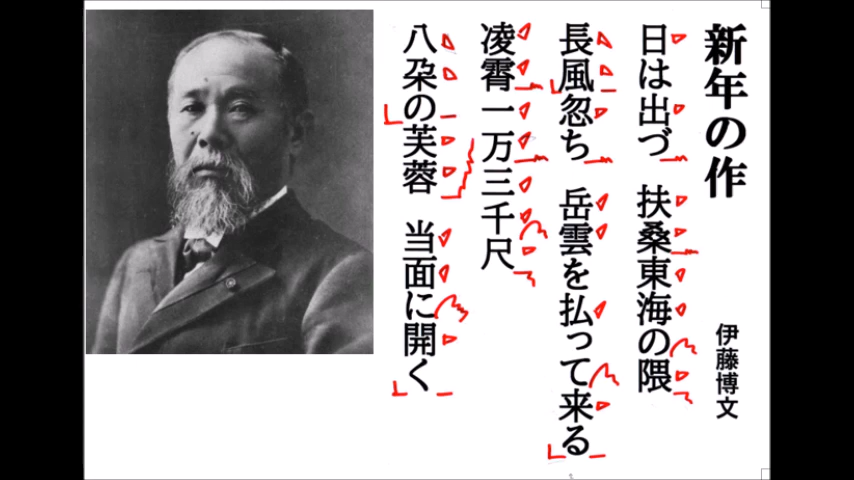 新年の作
伊藤博文
日は出づ 扶桑東海の隈
長風忽ち 岳雲を払って来る
凌霄一万三千尺
八朶の芙蓉 当面に開く